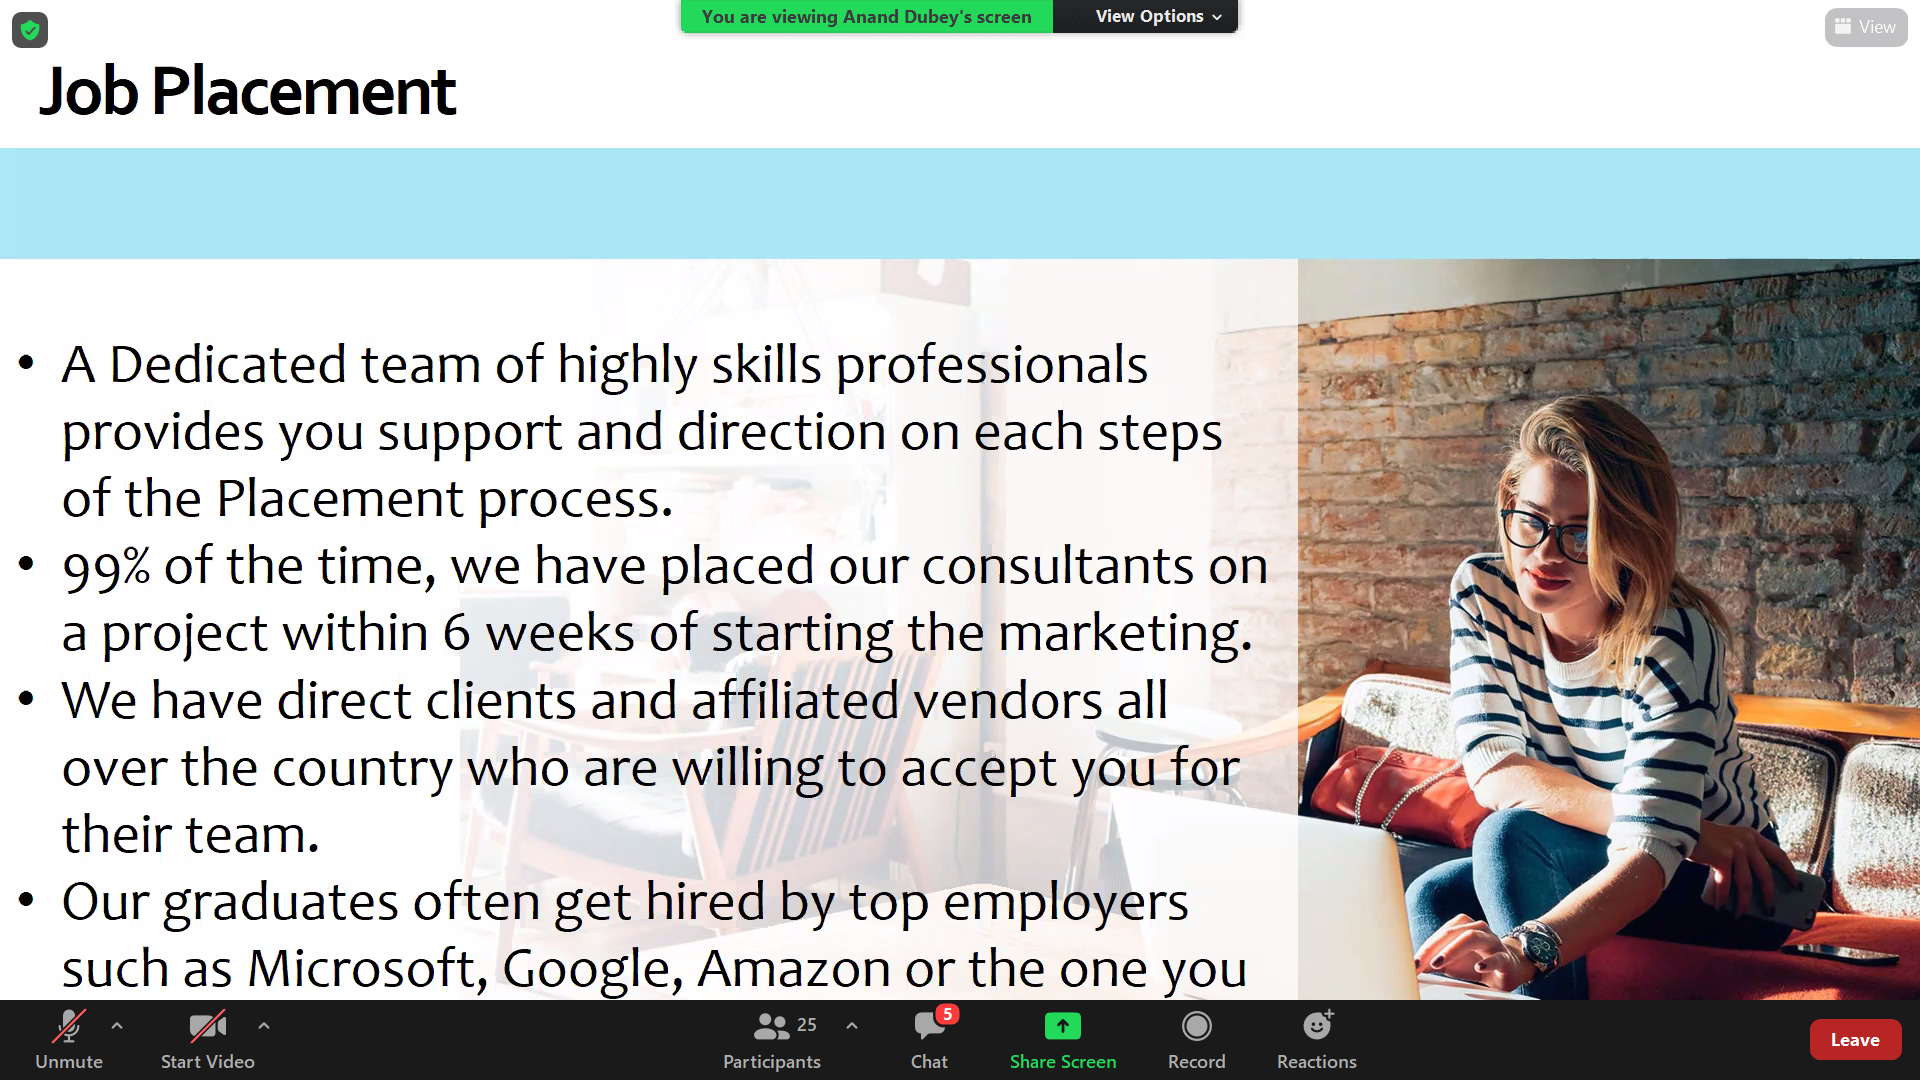 You are viewing Anand Dubey's screen
View Options
View
Job Placement
• A Dedicated team of highly skills professionals
provides you support and direction on each steps
of the Placement process.
• 99% of the time, we have placed our consultants on
a project within 6 weeks of starting the marketing.
• We have direct clients and affiliated vendors all
over the country who are willing to accept you for
their team.
• Our graduates often get hired by top employers
such as Microsoft, Google, Amazon or the one you
Unmute
Start Video
25
Participants
5
Chat
Share Screen
Record
Reactions
Leave